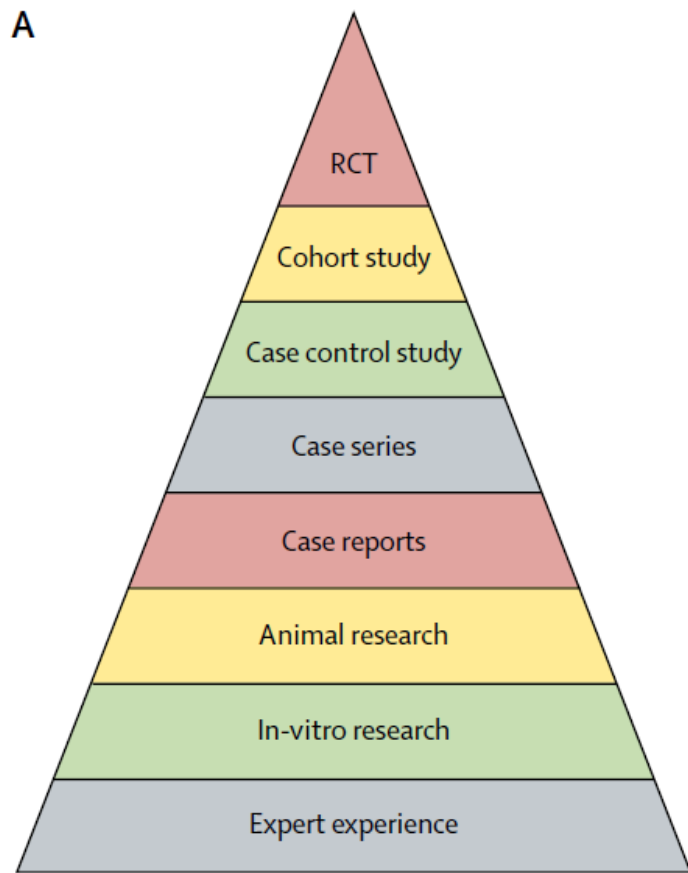 A
RCT
Cohort study
Case control study
Case series
Case reports
Animal research
In-vitro research
Expert experience